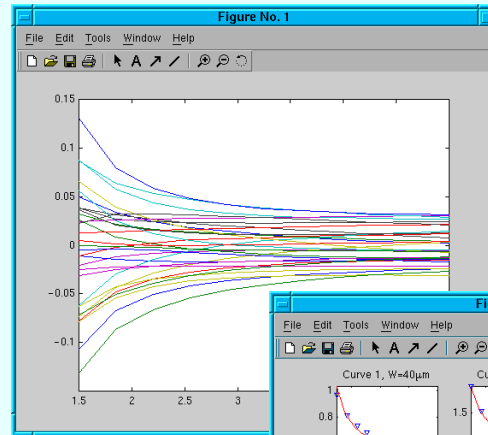 Figure No. 1
File Edit Tools Window Help
A
0.15
0.1
0.05
0
−0.05
−0.1
1.5 2 2.5 3
Fi
File Edit Tools Window Help
A
Curve 1, W=40μm Cu
1
0.8
1.5